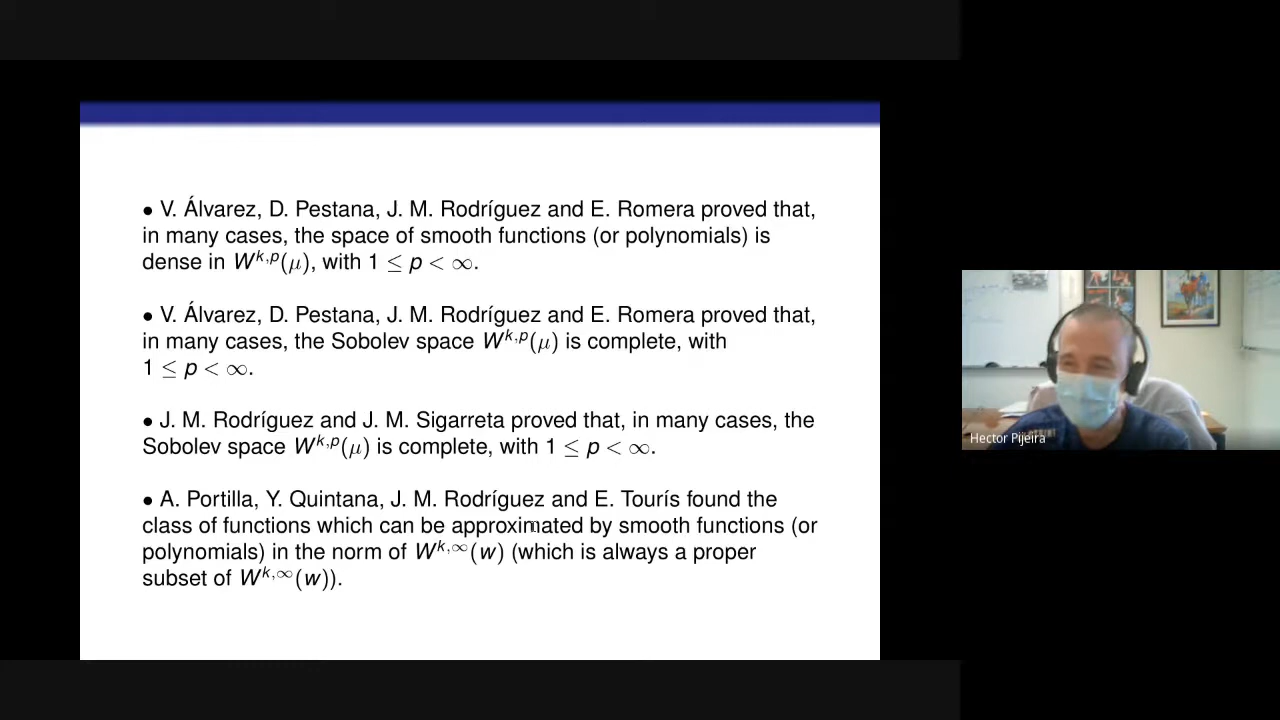 • V. Álvarez, D. Pestana, J. M. Rodríguez and E. Romera proved that,
in many cases, the space of smooth functions (or polynomials) is
dense in W^{k,p}(μ), with 1 ≤ p < ∞.
• V. Álvarez, D. Pestana, J. M. Rodríguez and E. Romera proved that,
in many cases, the Sobolev space W^{k,p}(μ) is complete, with
1 ≤ p < ∞.
• J. M. Rodríguez and J. M. Sigarreta proved that, in many cases, the
Sobolev space W^{k,p}(μ) is complete, with 1 ≤ p < ∞.
• A. Portilla, Y. Quintana, J. M. Rodríguez and E. Tourís found the
class of functions which can be approximated by smooth functions (or
polynomials) in the norm of W^{k,∞}(w) (which is always a proper
subset of W^{k,∞}(w)).
Hector Pijeira